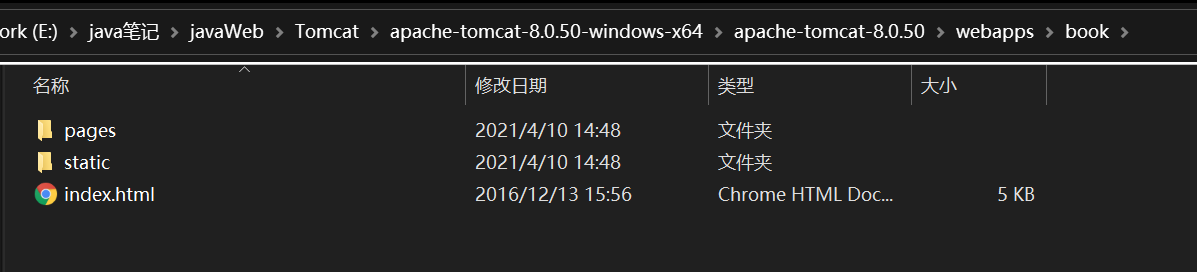 ork (E:) > java笔记 > javaWeb > Tomcat > apache-tomcat-8.0.50-windows-x64 > apache-tomcat-8.0.50 > webapps > book >
名称 修改日期 类型 大小
pages 2021/4/10 14:48 文件夹
static 2021/4/10 14:48 文件夹
index.html 2016/12/13 15:56 Chrome HTML Doc... 5 KB